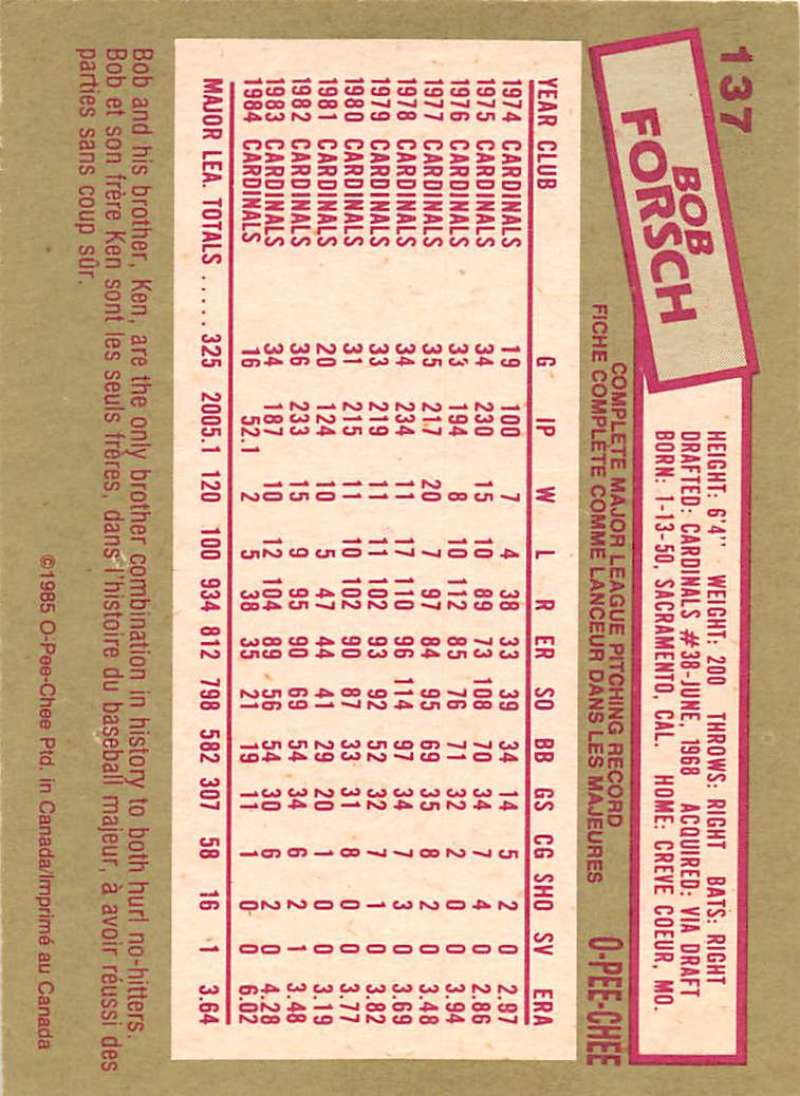 137
BOB
FORSCH
HEIGHT: 6'4" WEIGHT: 200 THROWS: RIGHT BATS: RIGHT
DRAFTED: CARDINALS #38-JUNE, 1968 ACQUIRED: VIA DRAFT
BORN: 1-13-50, SACRAMENTO, CAL. HOME: CREVE COEUR, MO.
COMPLETE MAJOR LEAGUE PITCHING RECORD
FICHE COMPLETE COMME LANCEUR DANS LES MAJEURES
O-PEE-CHEE
YEAR CLUB G IP W L R ER SO BB GS CG SHO SV ERA
1974 CARDINALS 19 100 7 4 38 33 39 34 14 5 2 0 2.97
1975 CARDINALS 34 230 15 10 89 73 108 70 34 7 4 0 2.86
1976 CARDINALS 33 194 8 10 112 85 76 71 32 2 0 0 3.94
1977 CARDINALS 35 217 20 7 97 84 95 69 35 8 2 0 3.48
1978 CARDINALS 34 234 11 17 110 96 114 97 34 7 3 0 3.69
1979 CARDINALS 33 219 11 11 102 93 92 52 32 7 1 0 3.82
1980 CARDINALS 31 215 11 10 102 90 87 33 31 8 0 0 3.77
1981 CARDINALS 20 124 10 5 47 44 41 29 20 1 0 0 3.19
1982 CARDINALS 36 233 15 9 95 90 69 54 34 6 2 1 3.48
1983 CARDINALS 34 187 10 12 104 89 56 54 30 6 2 0 4.28
1984 CARDINALS 16 52.1 2 5 38 35 21 19 11 1 0 0 6.02
MAJOR LEA. TOTALS ...... 325 2005.1 120 100 934 812 798 582 307 58 16 1 3.64
Bob and his brother, Ken, are the only brother combination in history to both hurl no-hitters.
Bob et son frère Ken sont les seuls frères, dans l'histoire du baseball majeur, à avoir réussi des
parties sans coup sûr.
©1985 O-Pee-Chee Ptd. in Canada/Imprimé au Canada